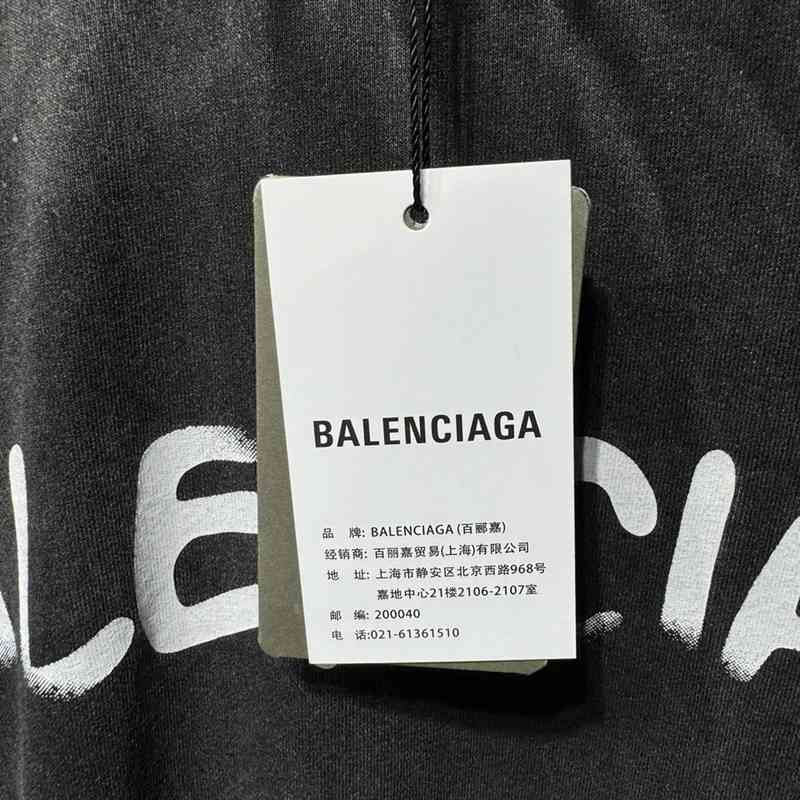 BALENCIAGA
品 牌: BALENCIAGA (百郦嘉)
经销商: 百丽嘉贸易(上海)有限公司
地 址: 上海市静安区北京西路968号
嘉地中心21楼2106-2107室
邮 编: 200040
电 话:021-61361510
ALENCIA